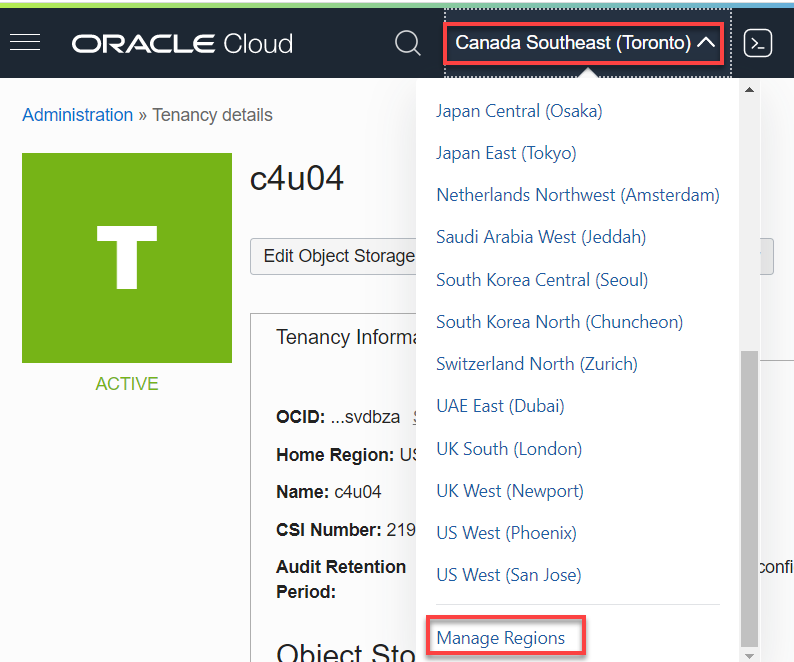 ORACLE Cloud
Canada Southeast (Toronto)
Administration » Tenancy details
T
ACTIVE
c4u04
Edit Object Storage
Tenancy Informa
OCID: ...svdbza
Home Region: US
Name: c4u04
CSI Number: 219
Audit Retention
Period:
confi
Object Sto
Japan Central (Osaka)
Japan East (Tokyo)
Netherlands Northwest (Amsterdam)
Saudi Arabia West (Jeddah)
South Korea Central (Seoul)
South Korea North (Chuncheon)
Switzerland North (Zurich)
UAE East (Dubai)
UK South (London)
UK West (Newport)
US West (Phoenix)
US West (San Jose)
Manage Regions